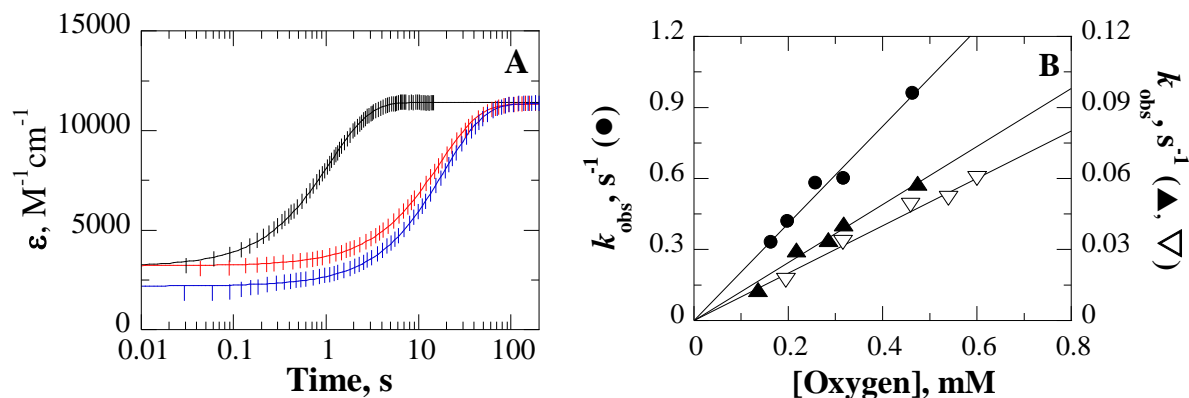 15000
10000
5000
0
ε, M⁻¹cm⁻¹
A
0.01 0.1 1 10 100
Time, s
1.2
0.9
0.6
0.3
0
k obs, s⁻¹ (●)
B
0.12
0.09
0.06
0.03
0
k obs, s⁻¹ (▲, ▽)
0 0.2 0.4 0.6 0.8
[Oxygen], mM